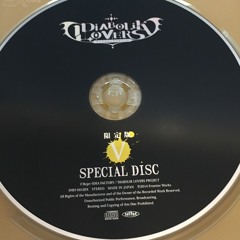 DIABOLIK
LOVERS
限定版
V
SPECIAL DISC
© Rejet•IDEA FACTORY / DIABOLIK LOVERS PROJECT
STEREO MADE IN JAPAN Frontier Works
All Rights of the Manufacturer and of the Owner of the Recorded Work Reserved.
Unauthorized Public Performance, Broadcasting,
Renting and Copying of this Disc Prohibited.